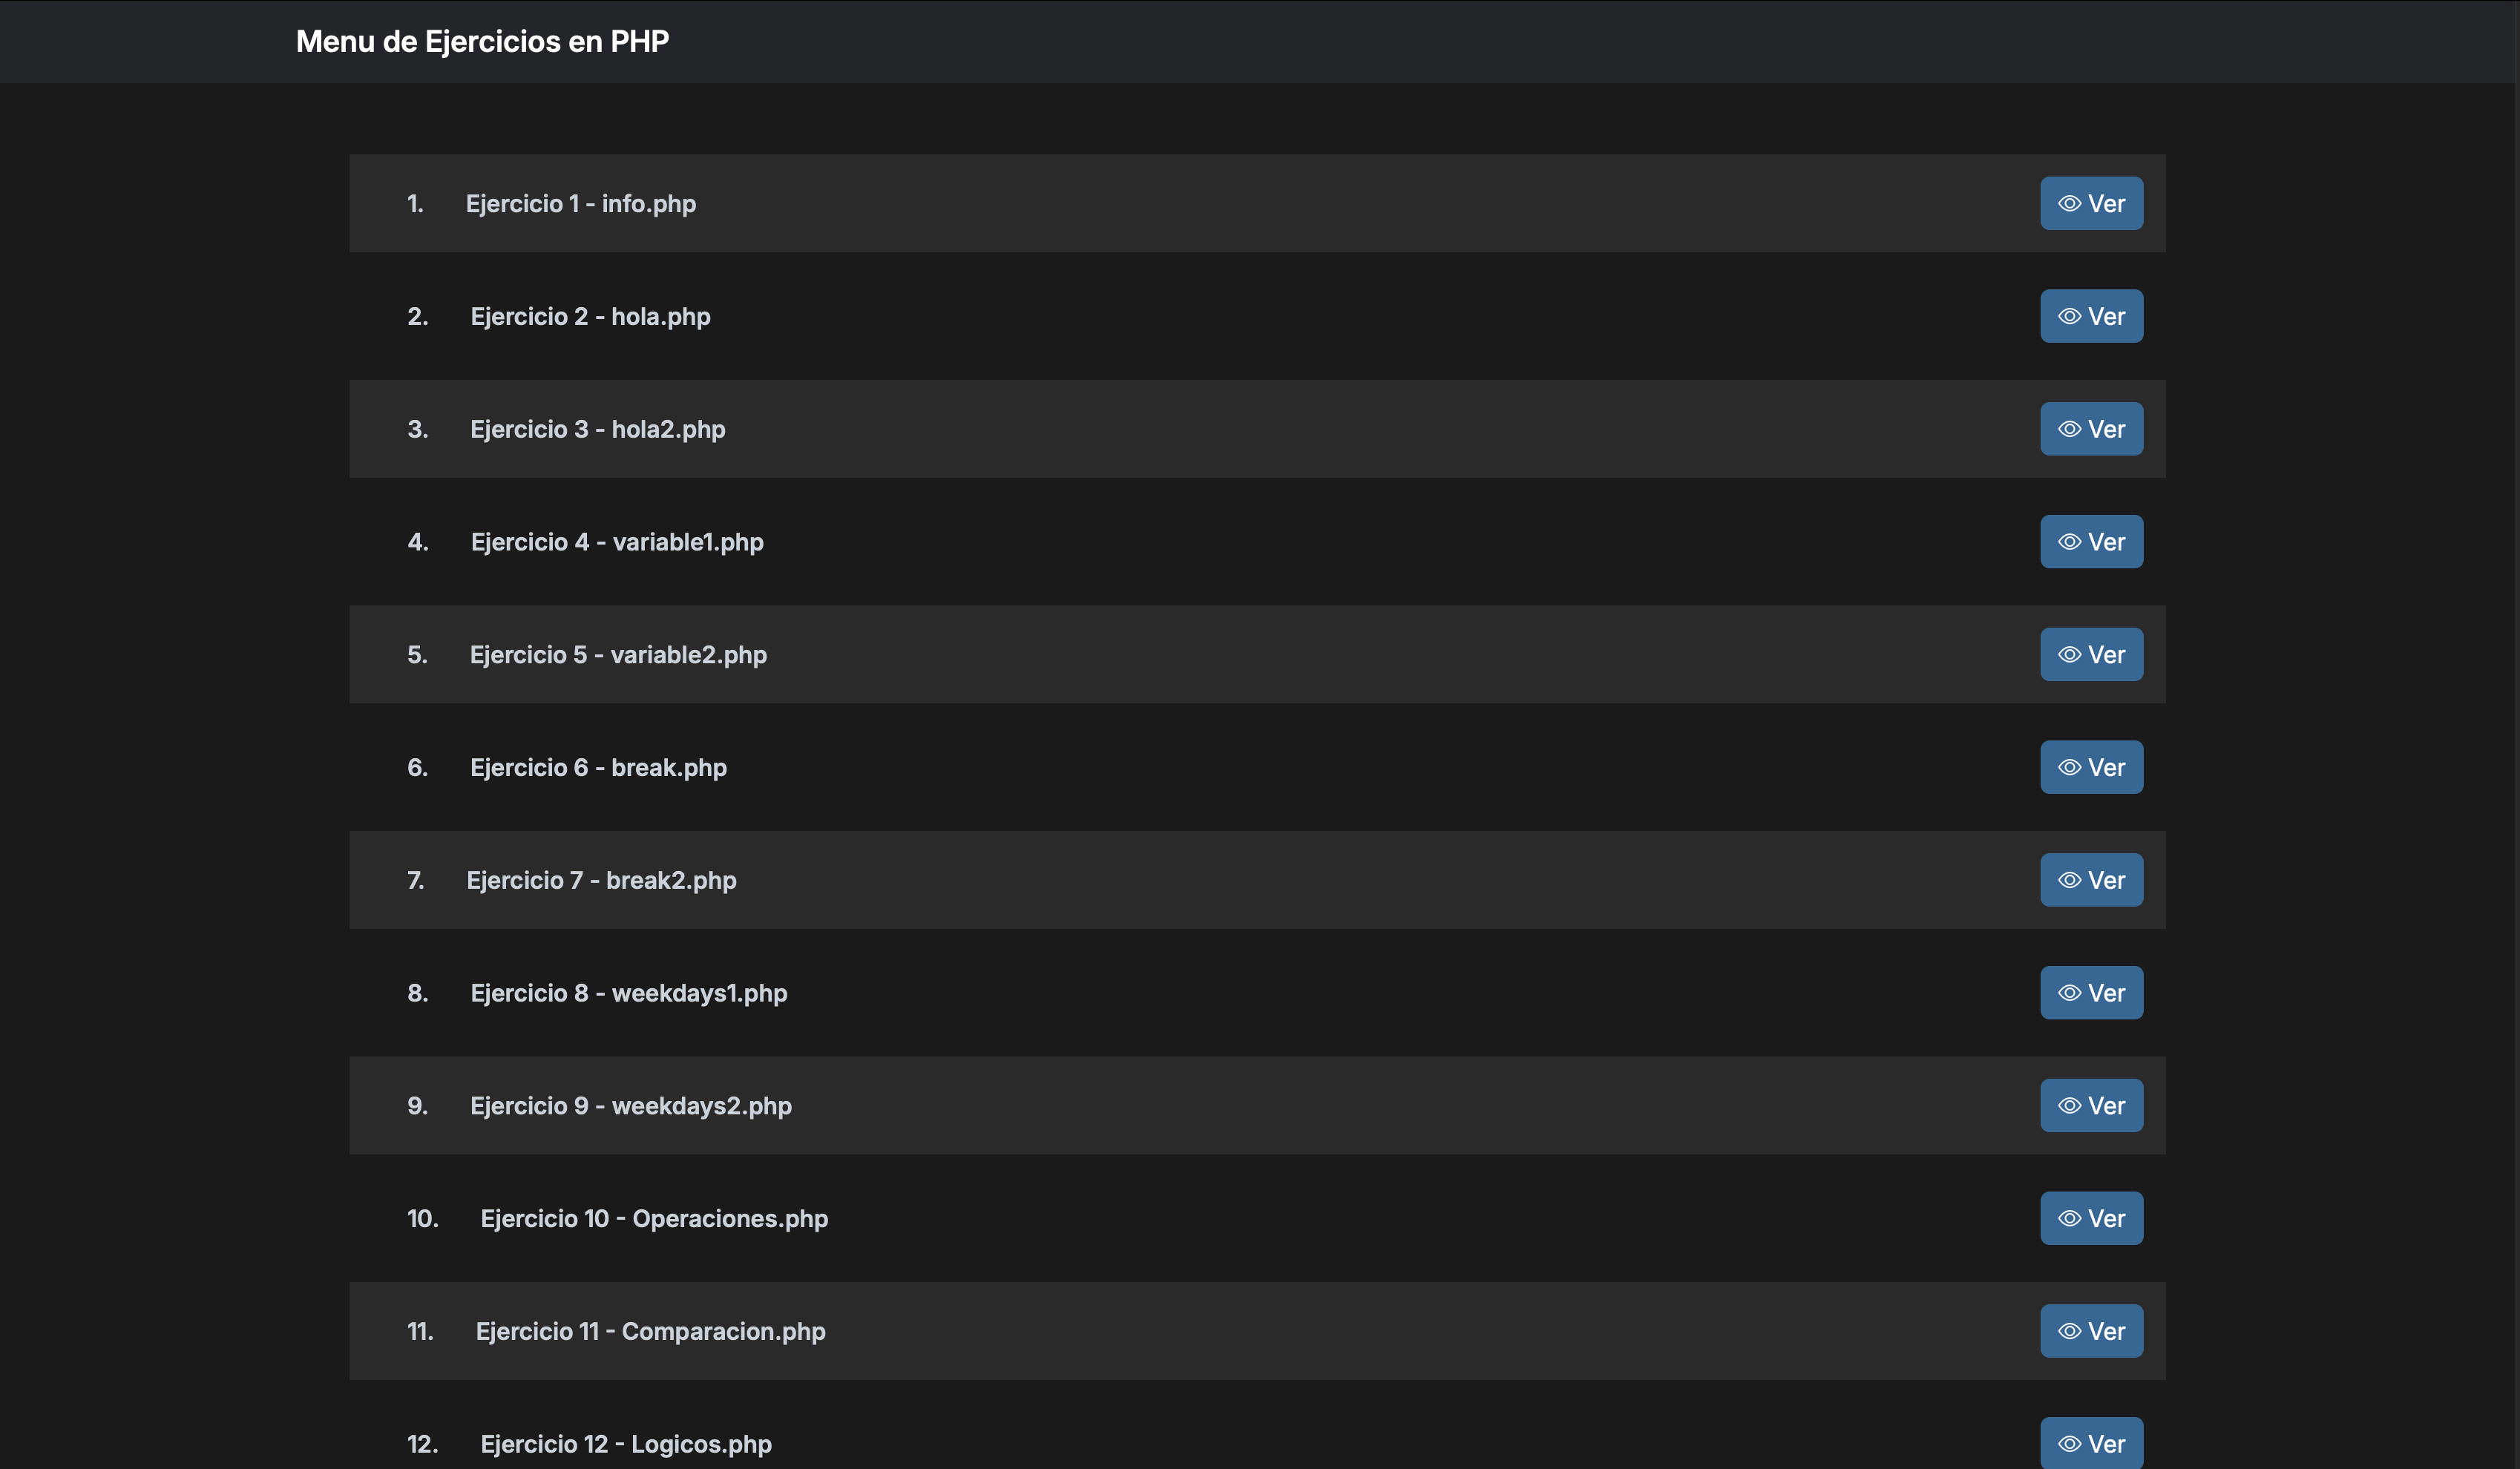 Menu de Ejercicios en PHP
1. Ejercicio 1 - info.php Ver
2. Ejercicio 2 - hola.php Ver
3. Ejercicio 3 - hola2.php Ver
4. Ejercicio 4 - variable1.php Ver
5. Ejercicio 5 - variable2.php Ver
6. Ejercicio 6 - break.php Ver
7. Ejercicio 7 - break2.php Ver
8. Ejercicio 8 - weekdays1.php Ver
9. Ejercicio 9 - weekdays2.php Ver
10. Ejercicio 10 - Operaciones.php Ver
11. Ejercicio 11 - Comparacion.php Ver
12. Ejercicio 12 - Logicos.php Ver